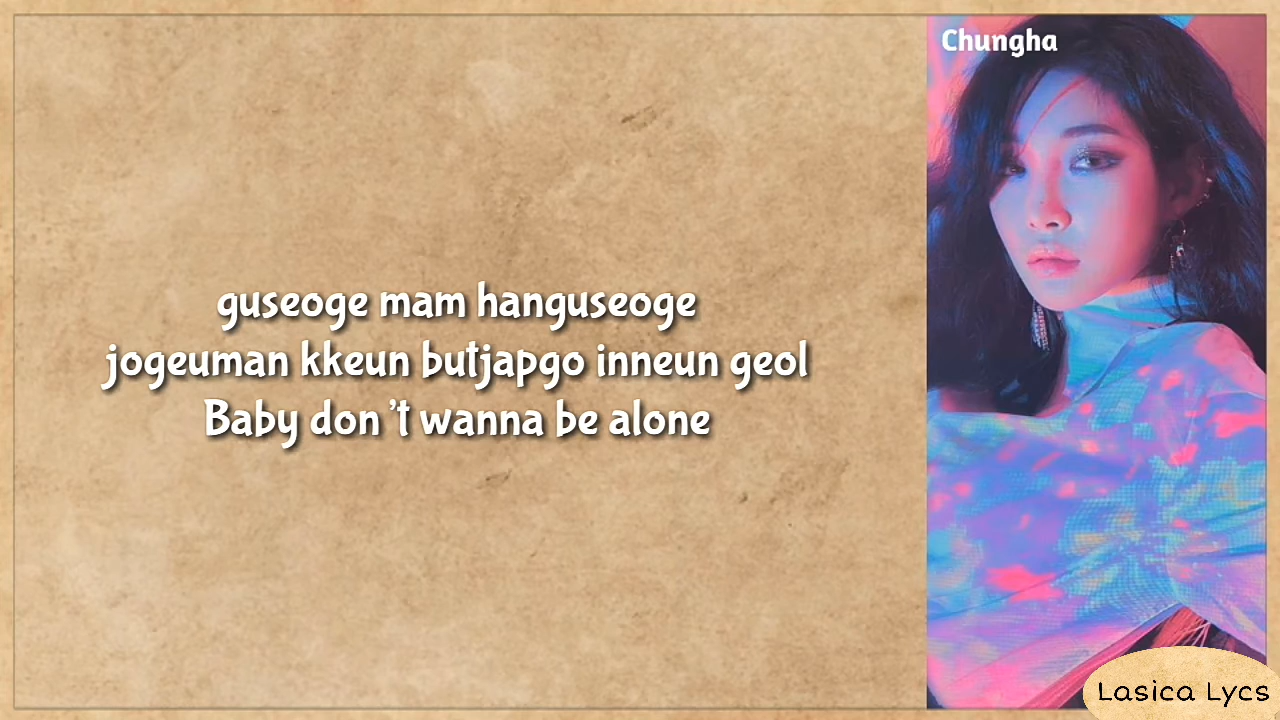 Chungha
guseoge mam hanguseoge
jogeuman kkeun butjapgo inneun geol
Baby don't wanna be alone
Lasica Lycs